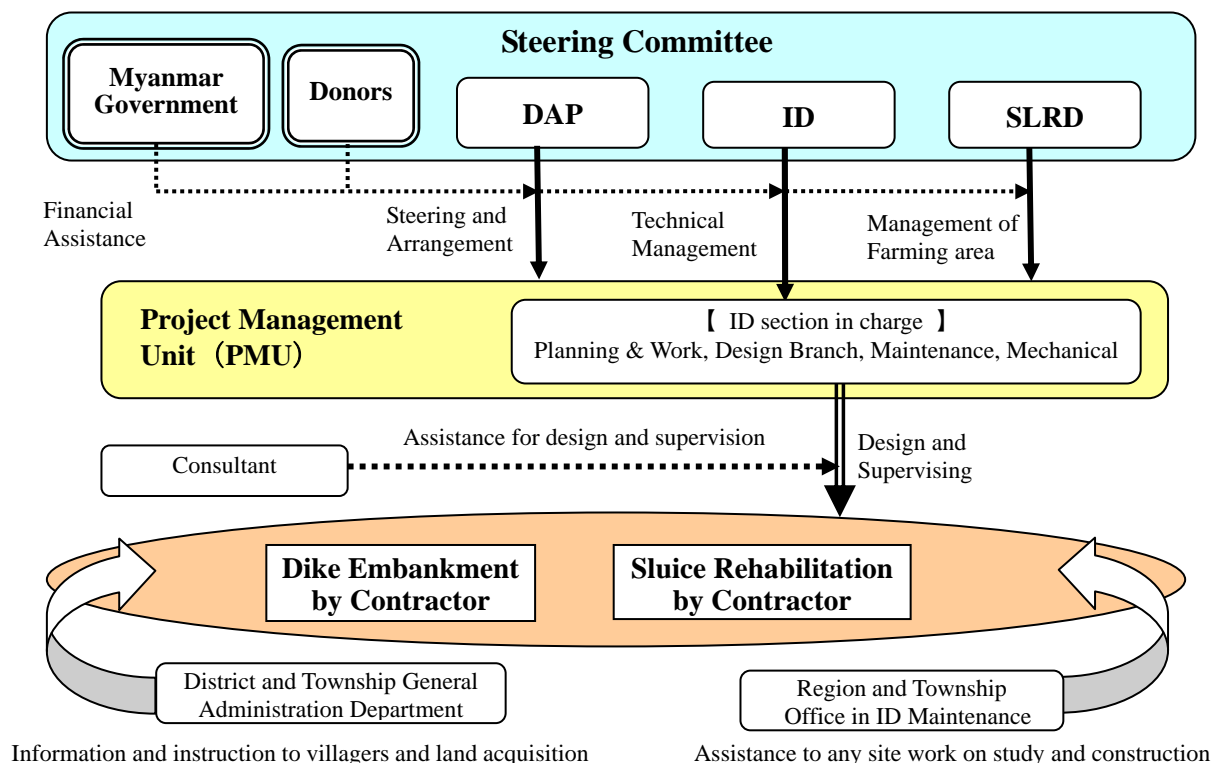 Steering Committee
Myanmar
Government
Donors
DAP
ID
SLRD
Financial
Assistance
Steering and
Arrangement
Technical
Management
Management of
Farming area
Project Management
Unit（PMU）
【 ID section in charge 】
Planning & Work, Design Branch, Maintenance, Mechanical
Assistance for design and supervision
Consultant
Design and
Supervising
Dike Embankment
by Contractor
Sluice Rehabilitation
by Contractor
District and Township General
Administration Department
Region and Township
Office in ID Maintenance
Information and instruction to villagers and land acquisition
Assistance to any site work on study and construction